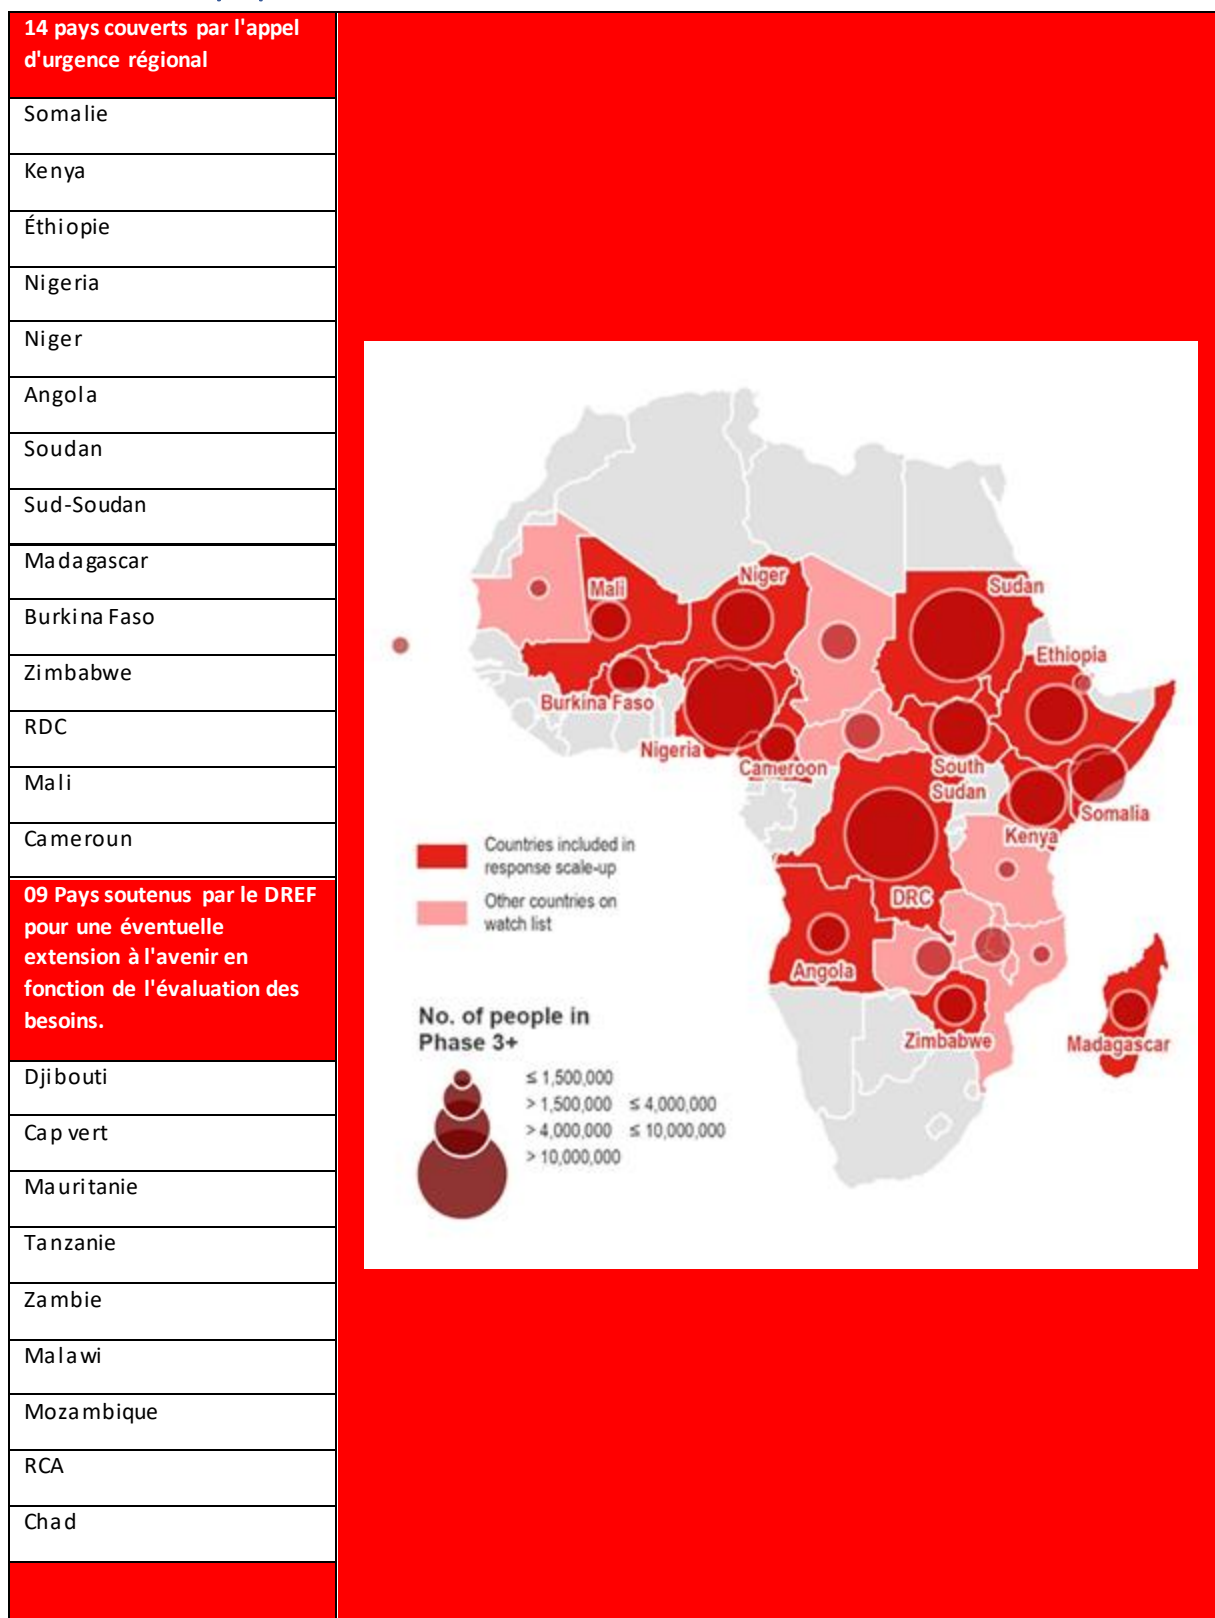 14 pays couverts par l'appel
d'urgence régional
Somalie
Kenya
Éthiopie
Nigeria
Niger
Angola
Soudan
Sud-Soudan
Madagascar
Burkina Faso
Zimbabwe
RDC
Mali
Cameroun
09 Pays soutenus par le DREF
pour une éventuelle
extension à l'avenir en
fonction de l'évaluation des
besoins.
Djibouti
Cap vert
Mauritanie
Tanzanie
Zambie
Malawi
Mozambique
RCA
Chad
Mali
Niger
Sudan
Ethiopia
Burkina Faso
Nigeria
Cameroon
South
Sudan
Somalia
Kenya
DRC
Angola
Zimbabwe
Madagascar
Countries included in
response scale-up
Other countries on
watch list
No. of people in
Phase 3+
≤ 1,500,000
> 1,500,000 ≤ 4,000,000
> 4,000,000 ≤ 10,000,000
> 10,000,000